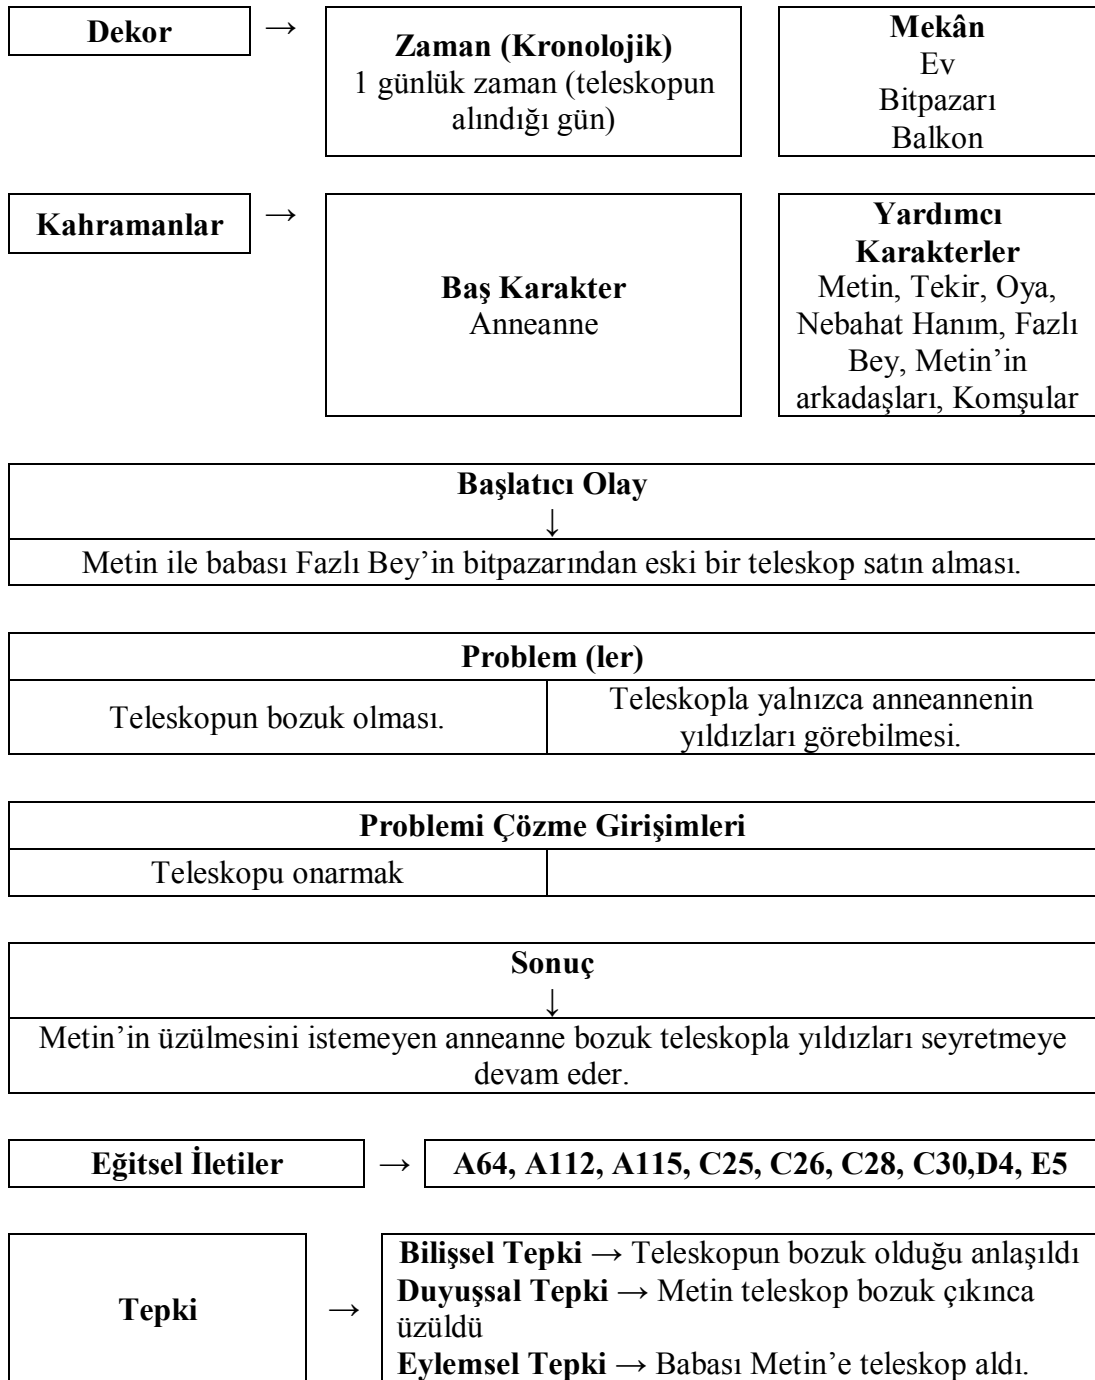 Dekor → Zaman (Kronolojik)
1 günlük zaman (teleskopun
alındığı gün)
Mekân
Ev
Bitpazarı
Balkon
Kahramanlar → Baş Karakter
Anneanne
Yardımcı
Karakterler
Metin, Tekir, Oya,
Nebahat Hanım, Fazlı
Bey, Metin’in
arkadaşları, Komşular
Başlatıcı Olay
↓
Metin ile babası Fazlı Bey’in bitpazarından eski bir teleskop satın alması.
Problem (ler)
Teleskopun bozuk olması.
Teleskopla yalnızca anneannenin
yıldızları görebilmesi.
Problemi Çözme Girişimleri
Teleskopu onarmak
Sonuç
↓
Metin’in üzülmesini istemeyen anneanne bozuk teleskopla yıldızları seyretmeye
devam eder.
Eğitsel İletiler → A64, A112, A115, C25, C26, C28, C30,D4, E5
Tepki →
Bilişsel Tepki → Teleskopun bozuk olduğu anlaşıldı
Duyuşsal Tepki → Metin teleskop bozuk çıkınca
üzüldü
Eylemsel Tepki → Babası Metin’e teleskop aldı.